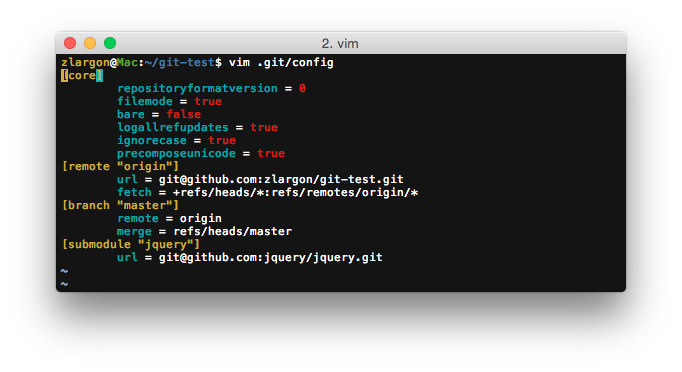 2. vim
zlargon@Mac:~/git-test$ vim .git/config
[core]
repositoryformatversion = 0
filemode = true
bare = false
logallrefupdates = true
ignorecase = true
precomposeunicode = true
[remote "origin"]
url = git@github.com:zlargon/git-test.git
fetch = +refs/heads/*:refs/remotes/origin/*
[branch "master"]
remote = origin
merge = refs/heads/master
[submodule "jquery"]
url = git@github.com:jquery/jquery.git
~
~